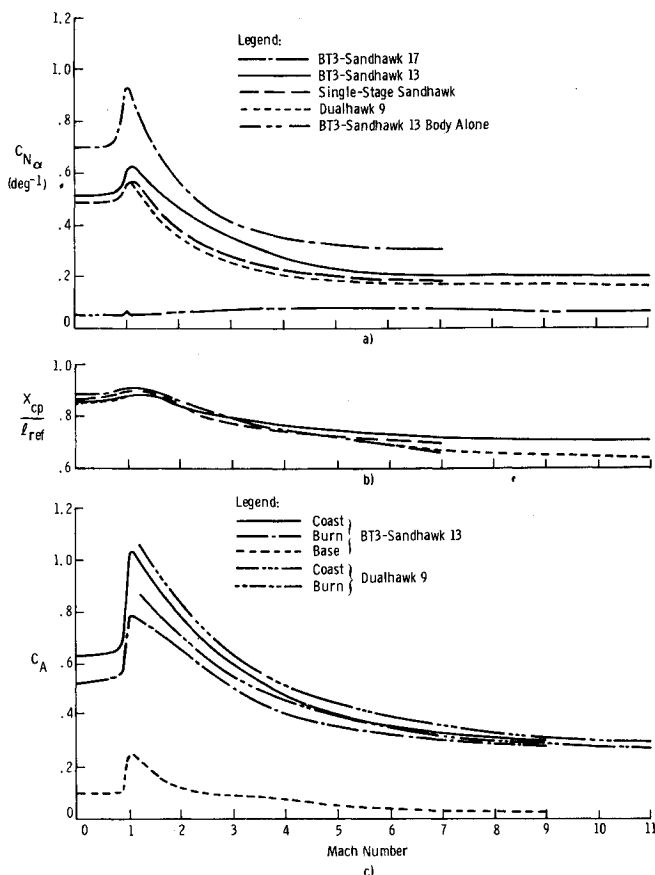 1.2
1.0
.8
.6
.4
.2
0
C_Nα
(deg⁻¹)
Legend:
BT3-Sandhawk 17
BT3-Sandhawk 13
Single-Stage Sandhawk
Dualhawk 9
BT3-Sandhawk 13 Body Alone
a)
1.0
.8
.6
X_cp
ℓ_ref
b)
1.2
1.0
.8
.6
.4
.2
0
C_A
Legend:
Coast
Burn } BT3-Sandhawk 13
Base
Coast } Dualhawk 9
Burn
0 1 2 3 4 5 6 7 8 9 10 11
Mach Number
c)